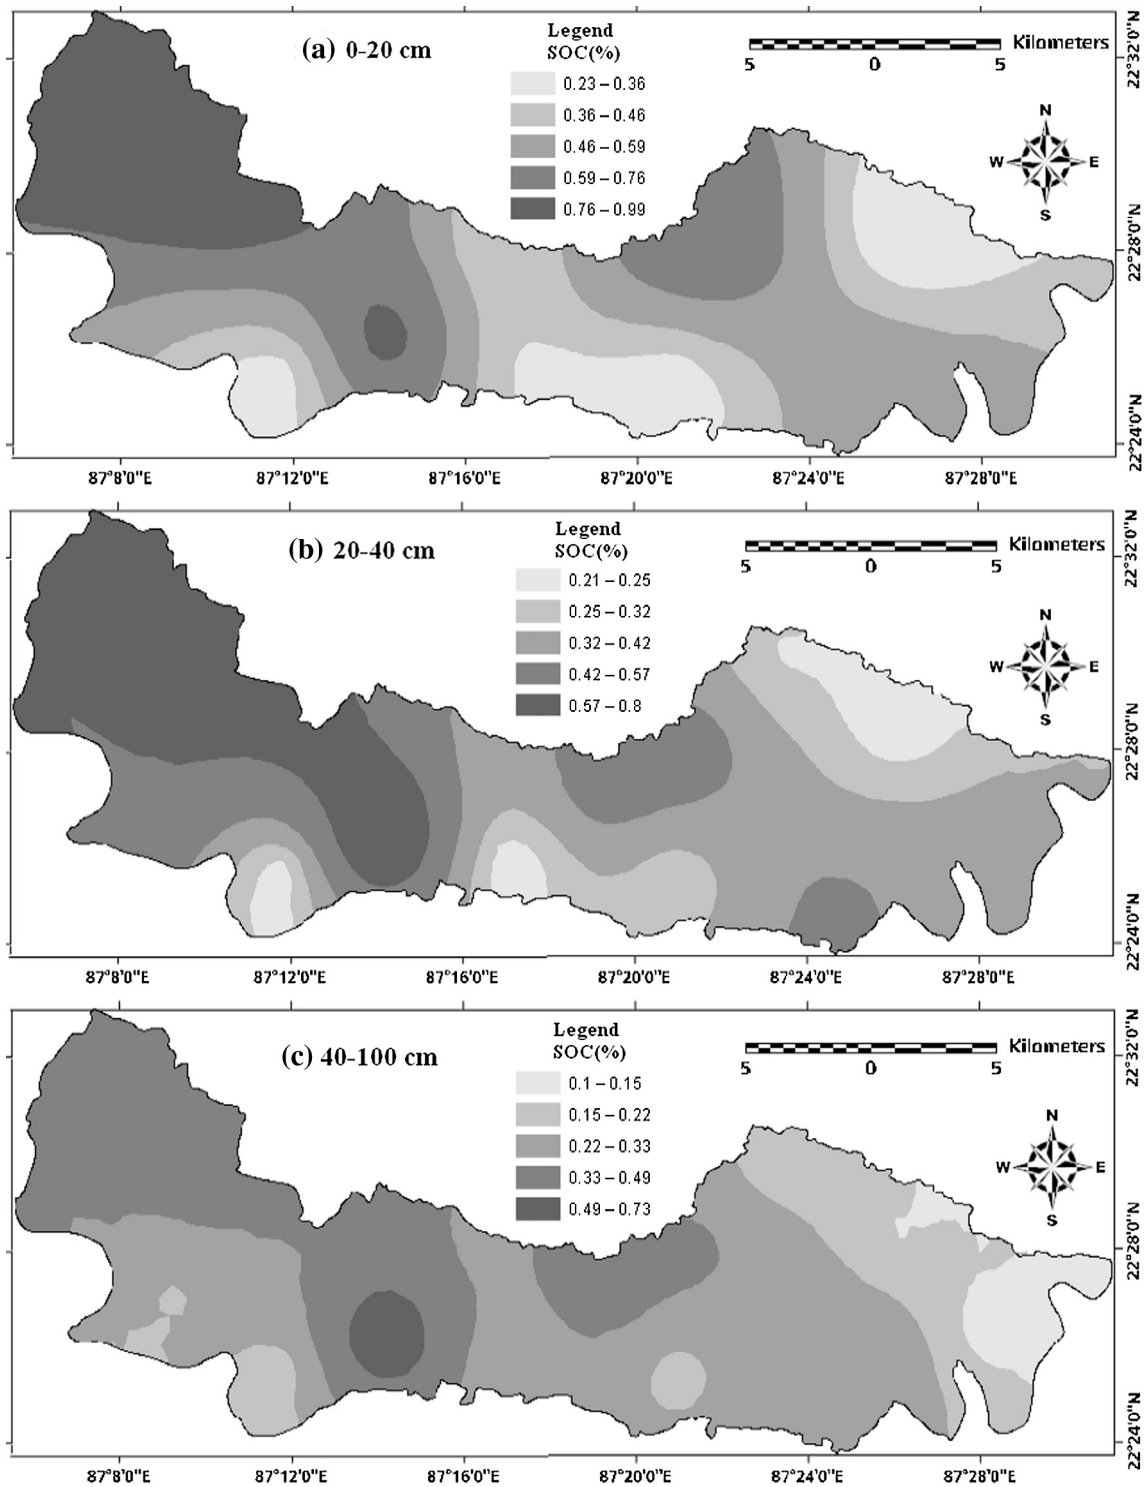 (a) 0-20 cm
Legend
SOC(%)
0.23 – 0.36
0.36 – 0.46
0.46 – 0.59
0.59 – 0.76
0.76 – 0.99
Kilometers
5 0 5
N
W E
S
22°32'0"N
22°28'0"N
22°24'0"N
87°8'0"E 87°12'0"E 87°16'0"E 87°20'0"E 87°24'0"E 87°28'0"E
(b) 20-40 cm
Legend
SOC(%)
0.21 – 0.25
0.25 – 0.32
0.32 – 0.42
0.42 – 0.57
0.57 – 0.8
Kilometers
5 0 5
N
W E
S
22°32'0"N
22°28'0"N
22°24'0"N
87°8'0"E 87°12'0"E 87°16'0"E 87°20'0"E 87°24'0"E 87°28'0"E
(c) 40-100 cm
Legend
SOC(%)
0.1 – 0.15
0.15 – 0.22
0.22 – 0.33
0.33 – 0.49
0.49 – 0.73
Kilometers
5 0 5
N
W E
S
22°32'0"N
22°28'0"N
22°24'0"N
87°8'0"E 87°12'0"E 87°16'0"E 87°20'0"E 87°24'0"E 87°28'0"E